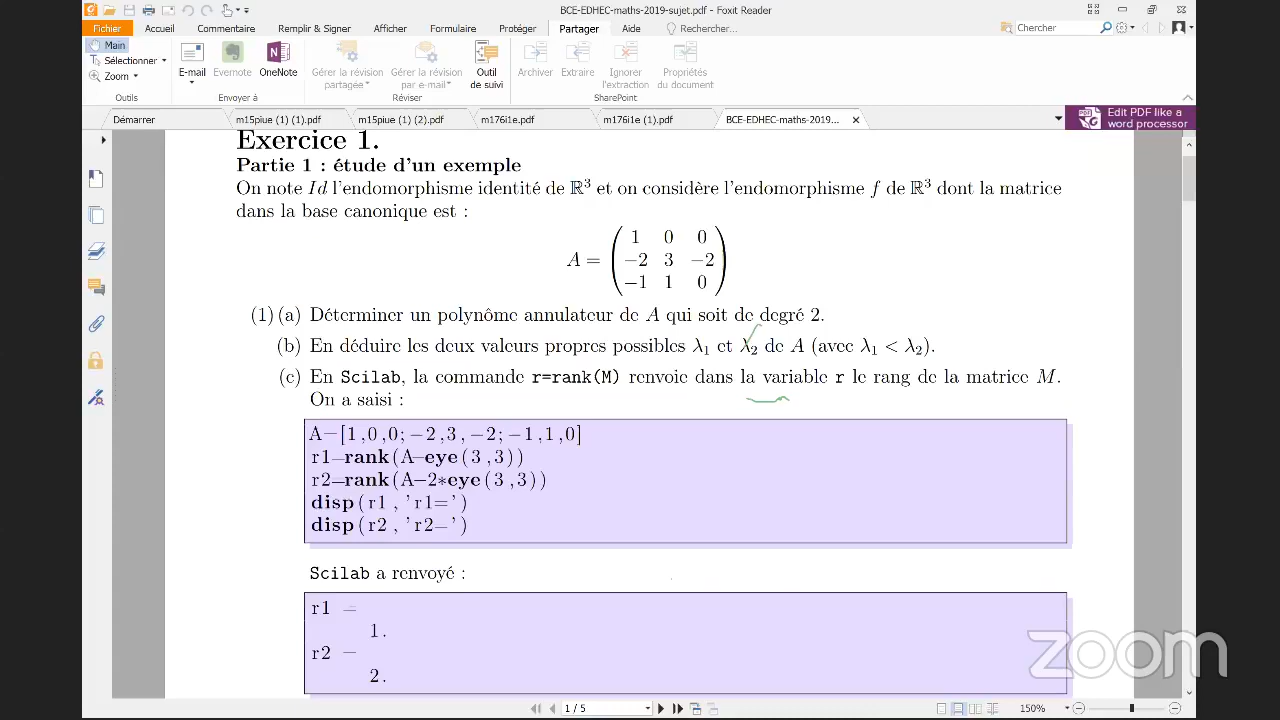 BCE-EDHEC-maths-2019-sujet.pdf - Foxit Reader
Fichier Accueil Commentaire Remplir & Signer Afficher Formulaire Protéger Partager Aide Rechercher... Chercher
Main
Sélectionner
Zoom
Outils
E-mail Evernote OneNote
Envoyer à
Gérer la révision partagée Gérer la révision par e-mail Outil de suivi
Réviser
Archiver Extraire Ignorer l'extraction Propriétés du document
SharePoint
Démarrer m15piue (1) (1).pdf (1) (2).pdf m176i1e (1).pdf BCE-EDHEC-maths-2019...
Edit PDF like a word processor
Exercice 1.
Partie 1 : étude d'un exemple
On note Id l'endomorphisme identité de ℝ³ et on considère l'endomorphisme f de ℝ³ dont la matrice
dans la base canonique est :
1 0 0
A = −2 3 −2
−1 1 0
(1) (a) Déterminer un polynôme annulateur de A qui soit de degré 2.
(b) En déduire les deux valeurs propres possibles λ₁ et λ₂ de A (avec λ₁ < λ₂).
(c) En Scilab, la commande r=rank(M) renvoie dans la variable r le rang de la matrice M.
On a saisi :
A=[1,0,0;−2,3,−2;−1,1,0]
r1=rank(A−eye(3,3))
r2=rank(A−2*eye(3,3))
disp(r1,'r1=')
disp(r2,'r2=')
Scilab a renvoyé :
r1 =
1.
r2 =
2.
zoom
1 / 5 150%